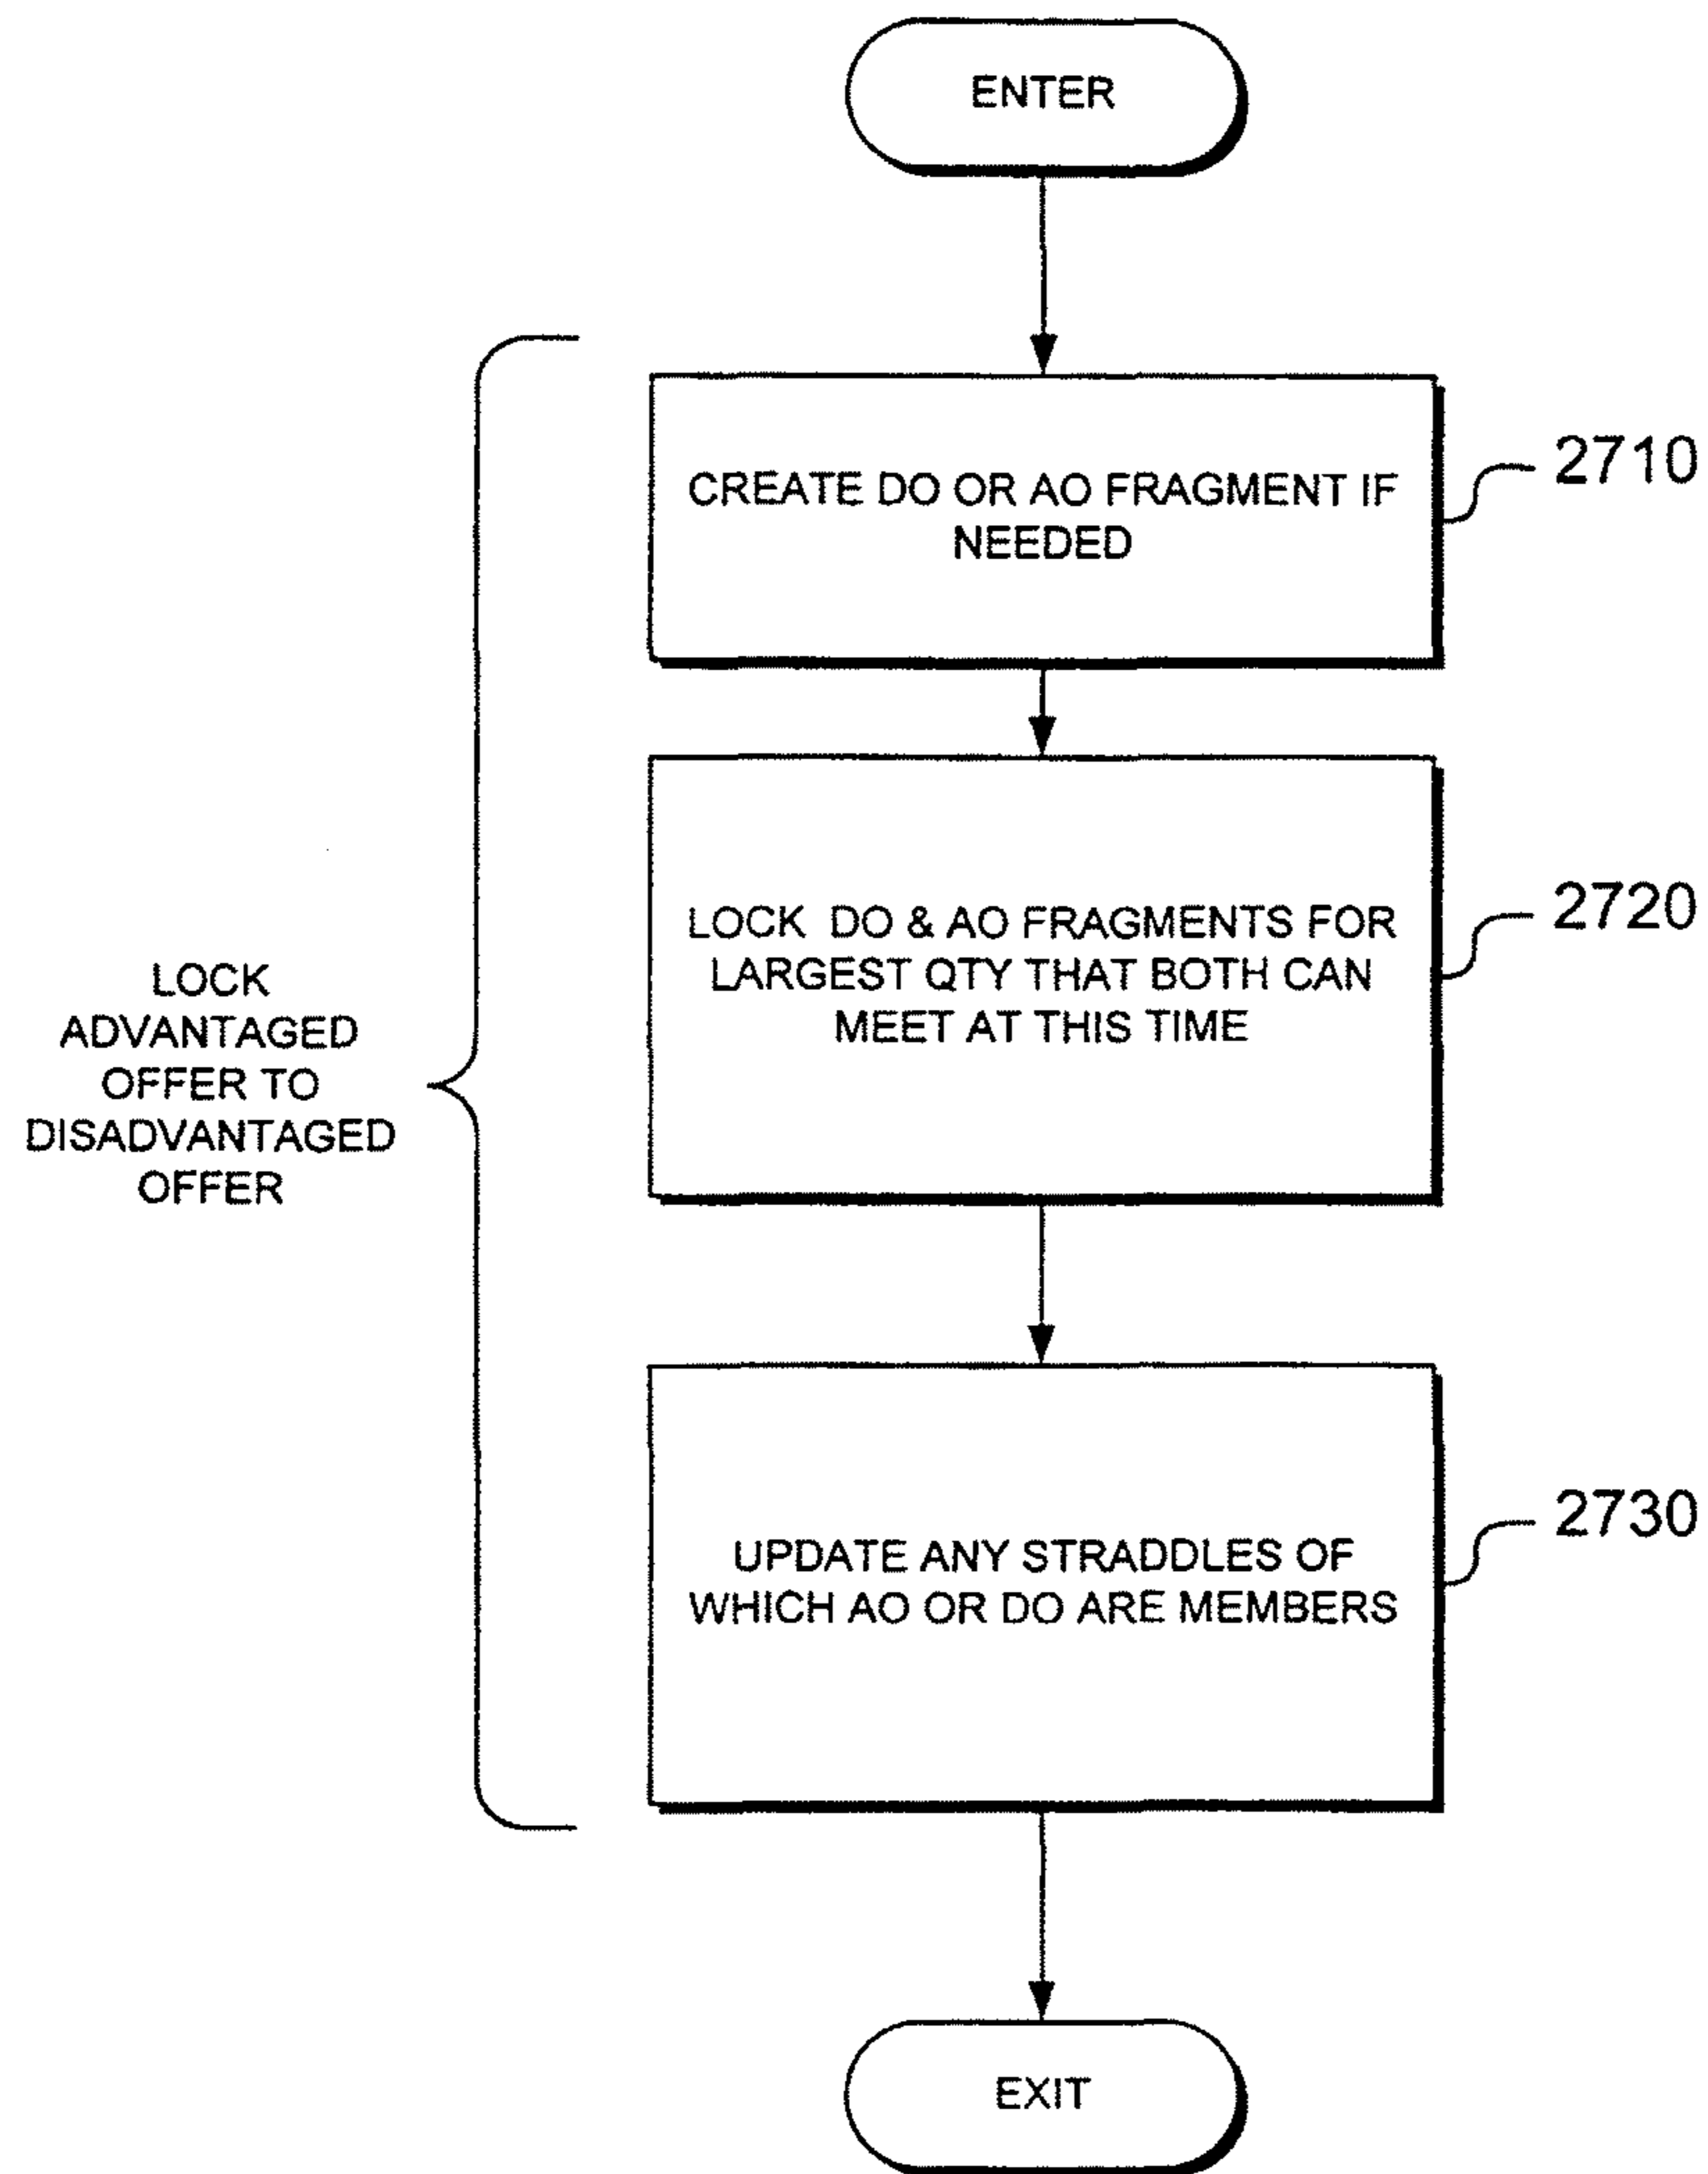 ENTER
CREATE DO OR AO FRAGMENT IF
NEEDED
2710
LOCK DO & AO FRAGMENTS FOR
LARGEST QTY THAT BOTH CAN
MEET AT THIS TIME
2720
LOCK
ADVANTAGED
OFFER TO
DISADVANTAGED
OFFER
UPDATE ANY STRADDLES OF
WHICH AO OR DO ARE MEMBERS
2730
EXIT